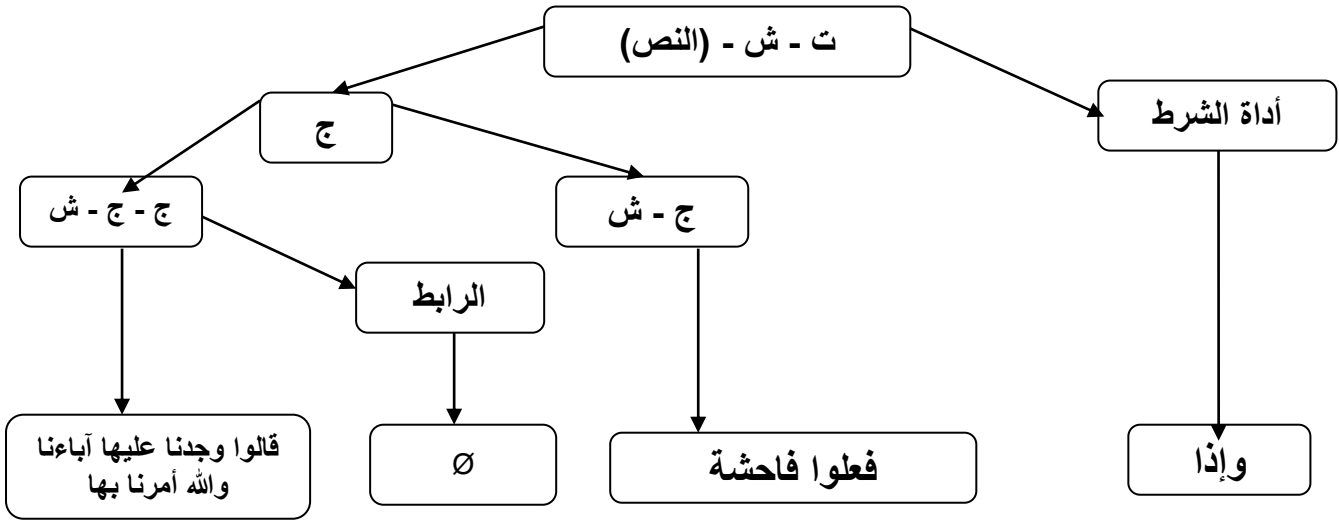 ت - ش - (النص)
أداة الشرط
ج
ج - ش
ج - ج - ش
الرابط
وإذا
فعلوا فاحشة
Ø
قالوا وجدنا عليها آباءنا
والله أمرنا بها